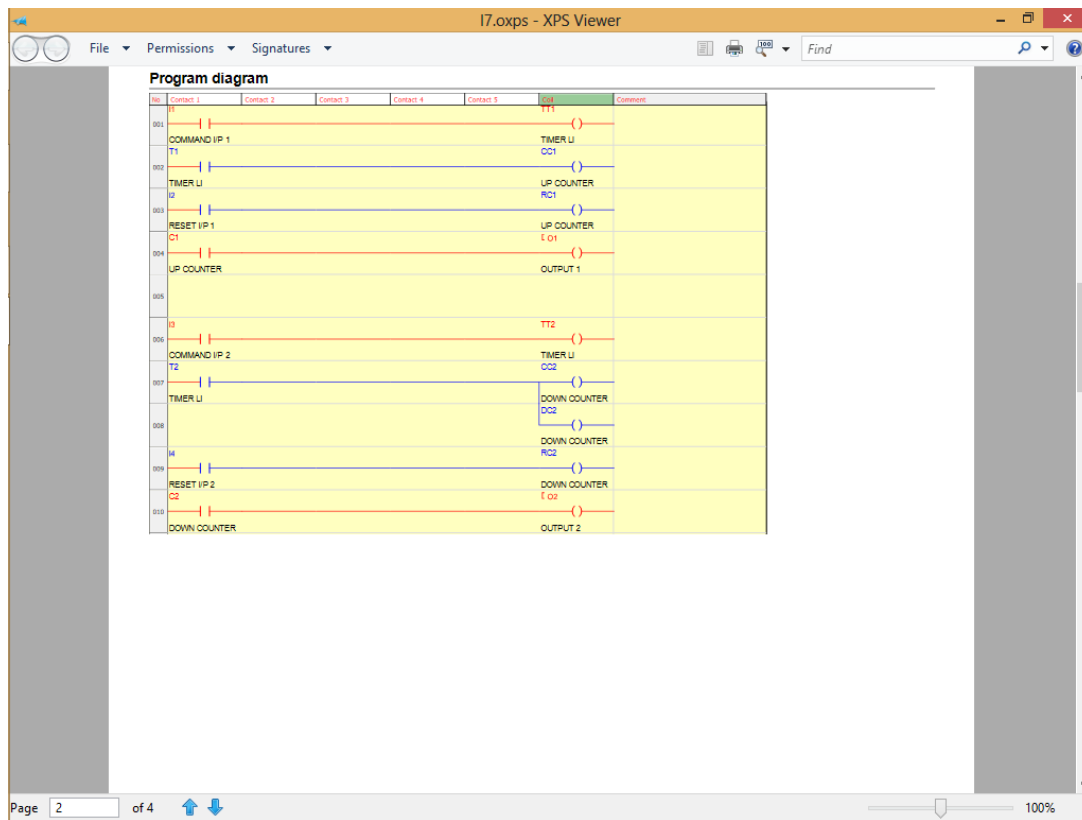 I7.oxps - XPS Viewer
File Permissions Signatures Find
Program diagram
No Contact 1 Contact 2 Contact 3 Contact 4 Contact 5 Coil Comment
I1 TT1
001
COMMAND I/P 1 TIMER LI
T1 CC1
002
TIMER LI UP COUNTER
I2 RC1
003
RESET I/P 1 UP COUNTER
C1 [ O1
004
UP COUNTER OUTPUT 1
005
I3 TT2
006
COMMAND I/P 2 TIMER LI
T2 CC2
007
TIMER LI DOWN COUNTER
DC2
008
DOWN COUNTER
I4 RC2
009
RESET I/P 2 DOWN COUNTER
C2 [ O2
010
DOWN COUNTER OUTPUT 2
Page 2 of 4 100%